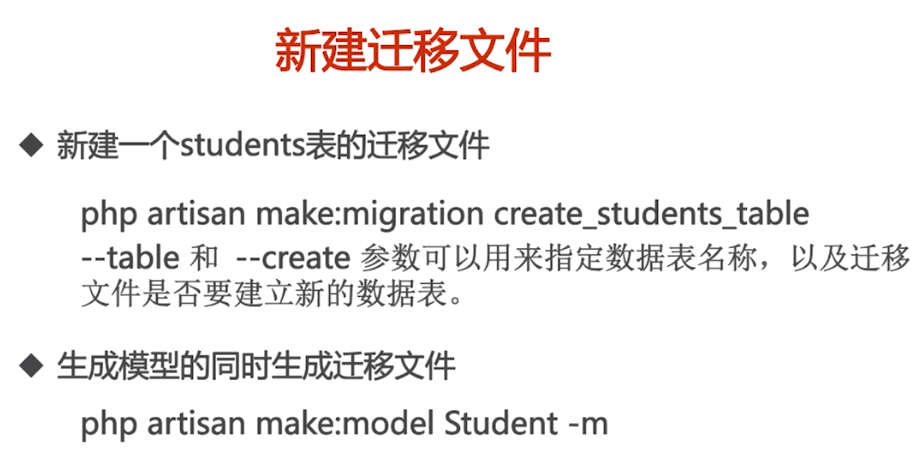 新建迁移文件
◆ 新建一个students表的迁移文件
php artisan make:migration create_students_table
--table 和 --create 参数可以用来指定数据表名称，以及迁移
文件是否要建立新的数据表。
◆ 生成模型的同时生成迁移文件
php artisan make:model Student -m